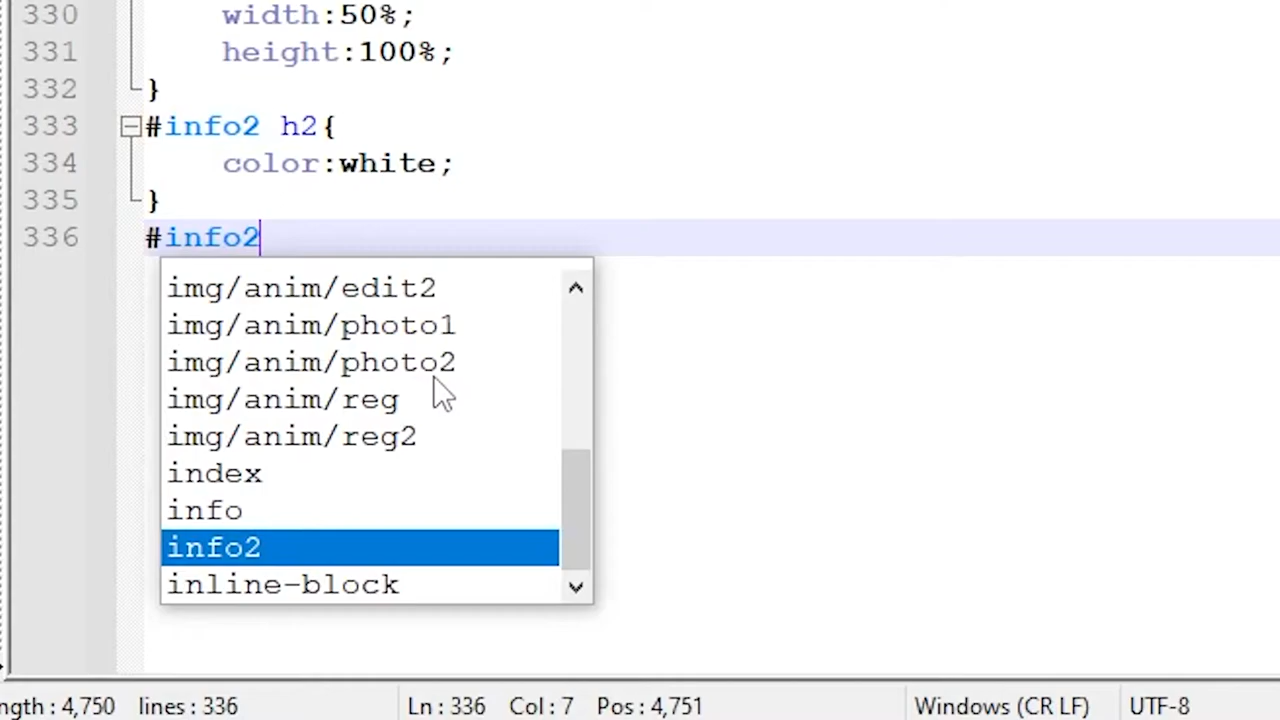 330 width:50%;
331 height:100%;
332 }
333 #info2 h2{
334 color:white;
335 }
336 #info2
img/anim/edit2
img/anim/photo1
img/anim/photo2
img/anim/reg
img/anim/reg2
index
info
info2
inline-block
ngth : 4,750 lines : 336 Ln : 336 Col : 7 Pos : 4,751 Windows (CR LF) UTF-8